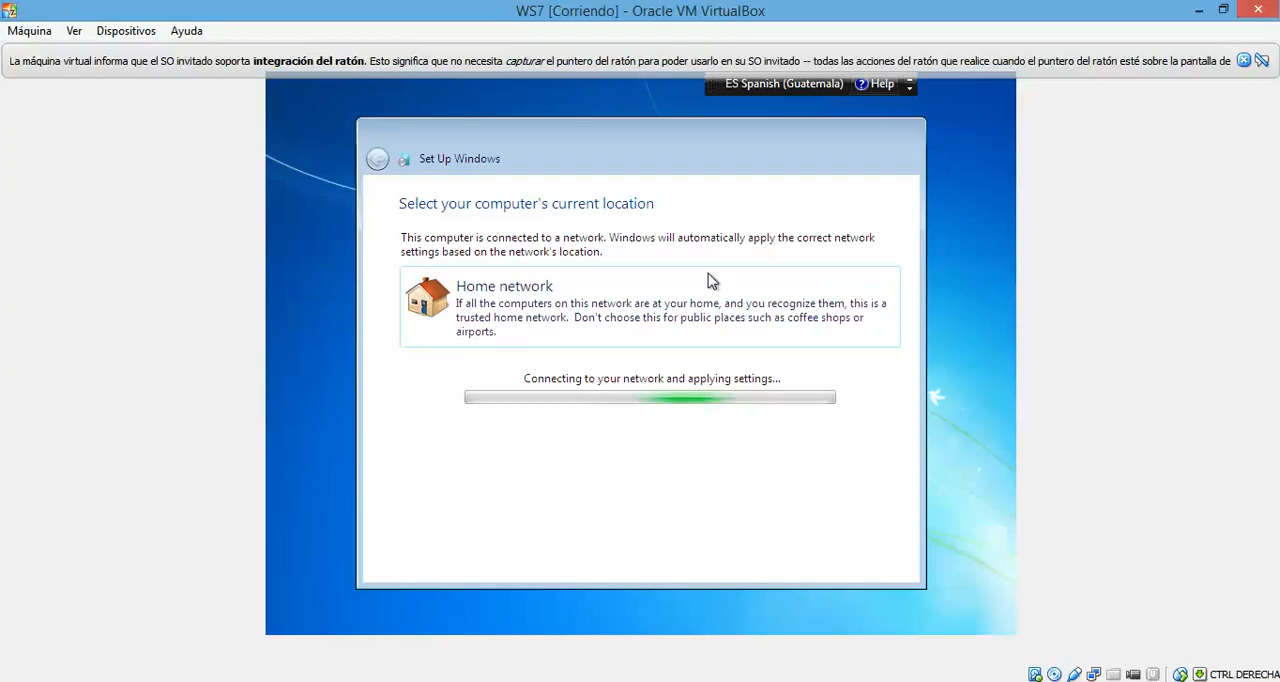 WS7 [Corriendo] - Oracle VM VirtualBox
Máquina Ver Dispositivos Ayuda
La máquina virtual informa que el SO invitado soporta integración del ratón. Esto significa que no necesita capturar el puntero del ratón para poder usarlo en su SO invitado -- todas las acciones del ratón que realice cuando el puntero del ratón esté sobre la pantalla de
ES Spanish (Guatemala) ? Help
Set Up Windows
Select your computer's current location
This computer is connected to a network. Windows will automatically apply the correct network
settings based on the network's location.
Home network
If all the computers on this network are at your home, and you recognize them, this is a
trusted home network. Don't choose this for public places such as coffee shops or
airports.
Connecting to your network and applying settings...
CTRL DERECHA